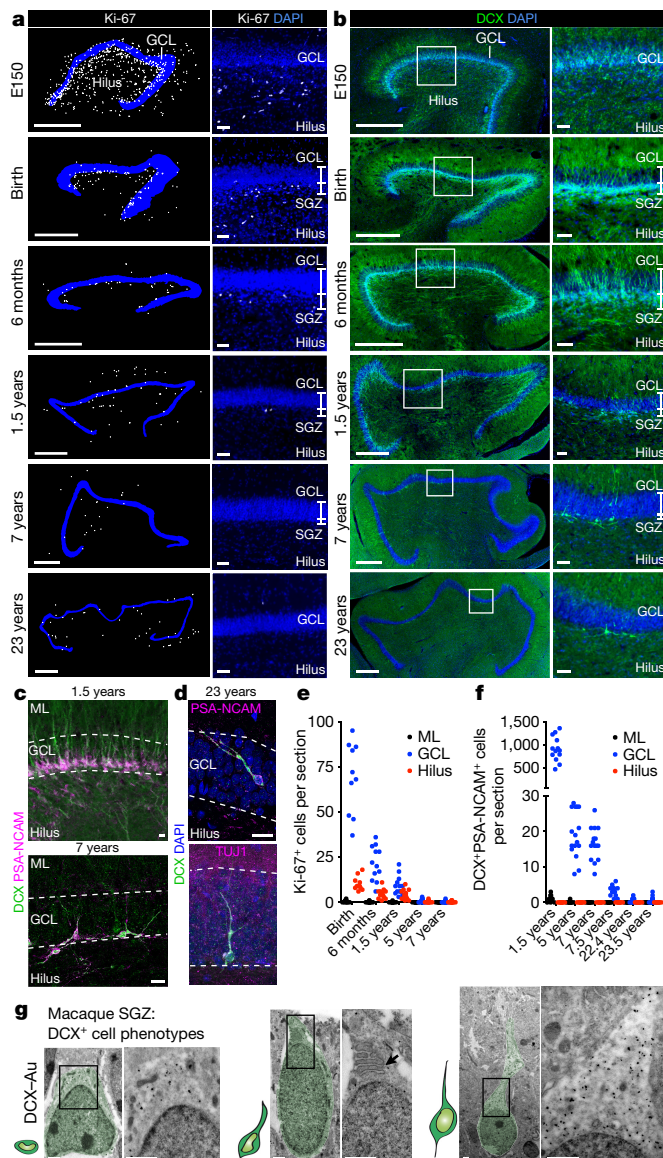 a
Ki-67
Ki-67 DAPI
E150
GCL
Hilus
GCL
Hilus
Birth
GCL
SGZ
Hilus
6 months
GCL
SGZ
Hilus
1.5 years
GCL
SGZ
Hilus
7 years
GCL
SGZ
Hilus
23 years
GCL
Hilus
b
DCX DAPI
E150
GCL
Hilus
GCL
Hilus
Birth
GCL
SGZ
Hilus
6 months
GCL
SGZ
Hilus
1.5 years
GCL
SGZ
Hilus
7 years
GCL
SGZ
Hilus
23 years
GCL
Hilus
c
1.5 years
ML
GCL
Hilus
7 years
ML
GCL
Hilus
DCX PSA-NCAM
d
23 years
PSA-NCAM
GCL
Hilus
TUJ1
DCX DAPI
e
ML
GCL
Hilus
Ki-67+ cells per section
100
75
50
25
0
Birth
6 months
1.5 years
5 years
7 years
f
ML
GCL
Hilus
DCX+PSA-NCAM+ cells per section
1,500
1,000
500
30
20
10
0
1.5 years
5 years
7 years
7.5 years
22.4 years
23.5 years
g
Macaque SGZ:
DCX+ cell phenotypes
DCX–Au